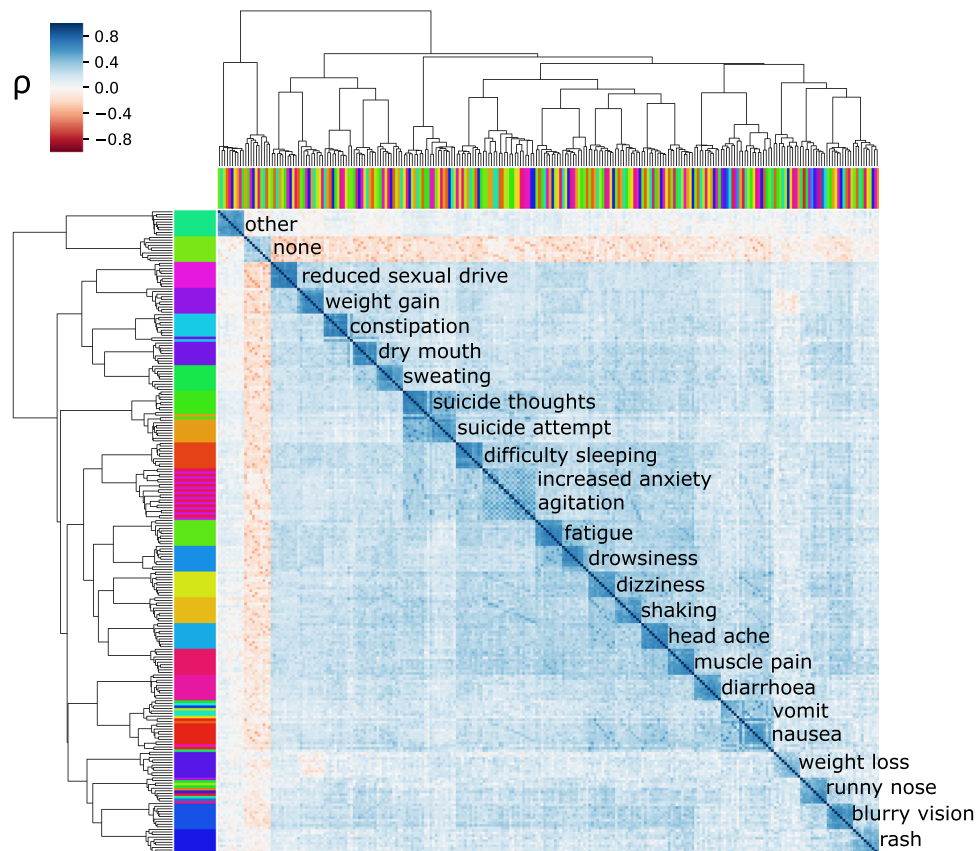 ρ
0.8
0.4
0.0
−0.4
−0.8
other
none
reduced sexual drive
weight gain
constipation
dry mouth
sweating
suicide thoughts
suicide attempt
difficulty sleeping
increased anxiety
agitation
fatigue
drowsiness
dizziness
shaking
head ache
muscle pain
diarrhoea
vomit
nausea
weight loss
runny nose
blurry vision
rash